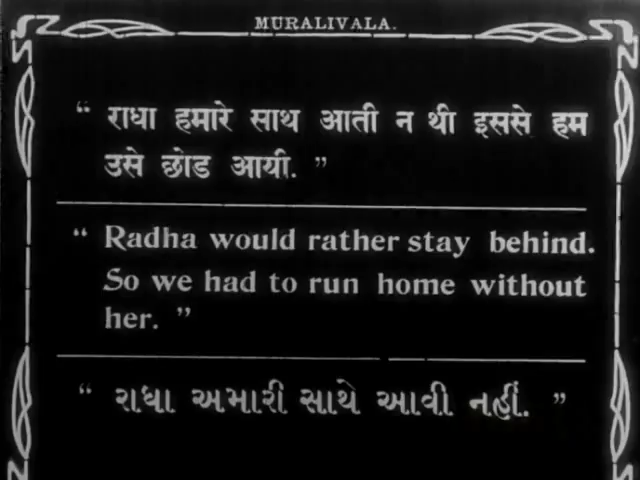 MURALIVALA.
“ राधा हमारे साथ आती न थी इससे हम
उसे छोड आयी. ”
“ Radha would rather stay behind.
So we had to run home without
her. ”
“ રાધા અમારી સાથે આવી નહીં. ”